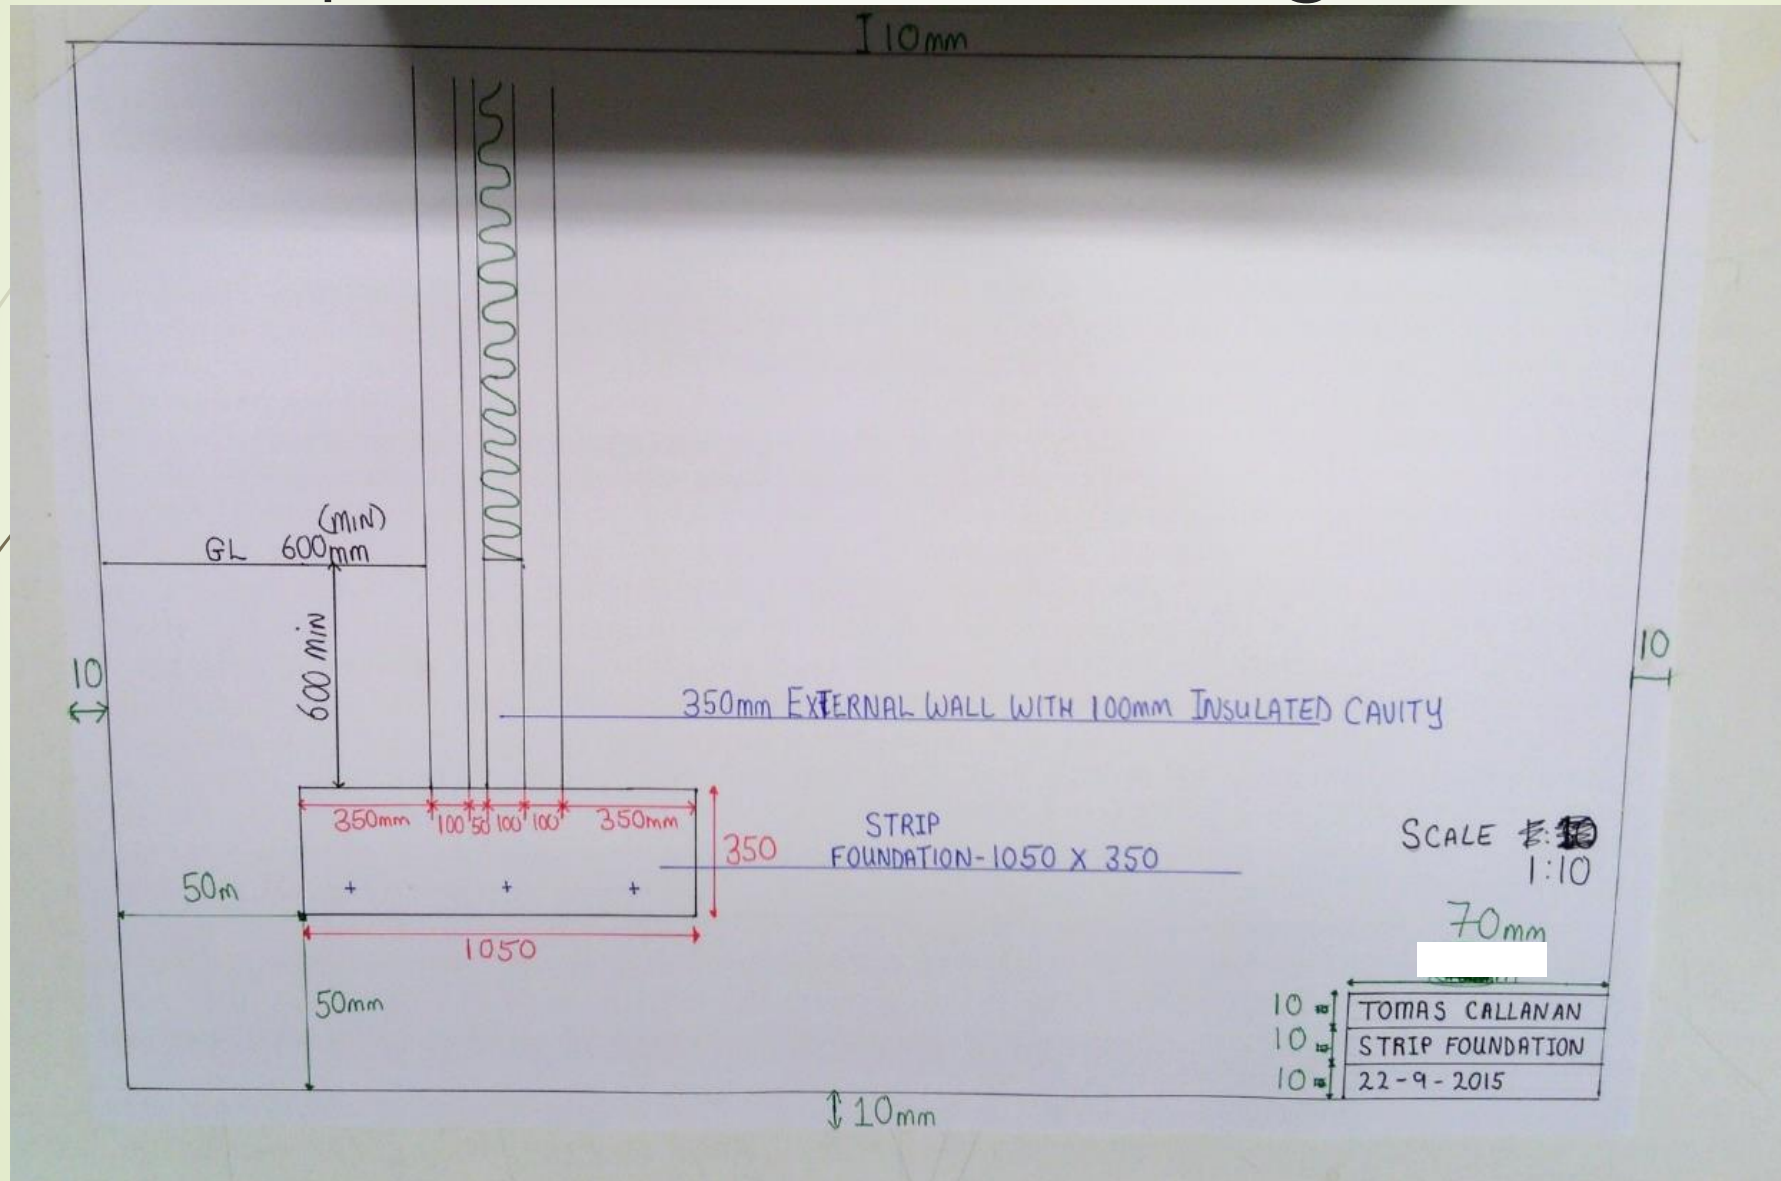 10mm
(MIN)
GL 600mm
600 MIN
10
10
350mm EXTERNAL WALL WITH 100mm INSULATED CAVITY
350mm 100 50 100 100 350mm
350
STRIP
FOUNDATION-1050 X 350
SCALE
1:10
50m
1050
50mm
70mm
10
TOMAS CALLANAN
10
STRIP FOUNDATION
10
22-9-2015
10mm